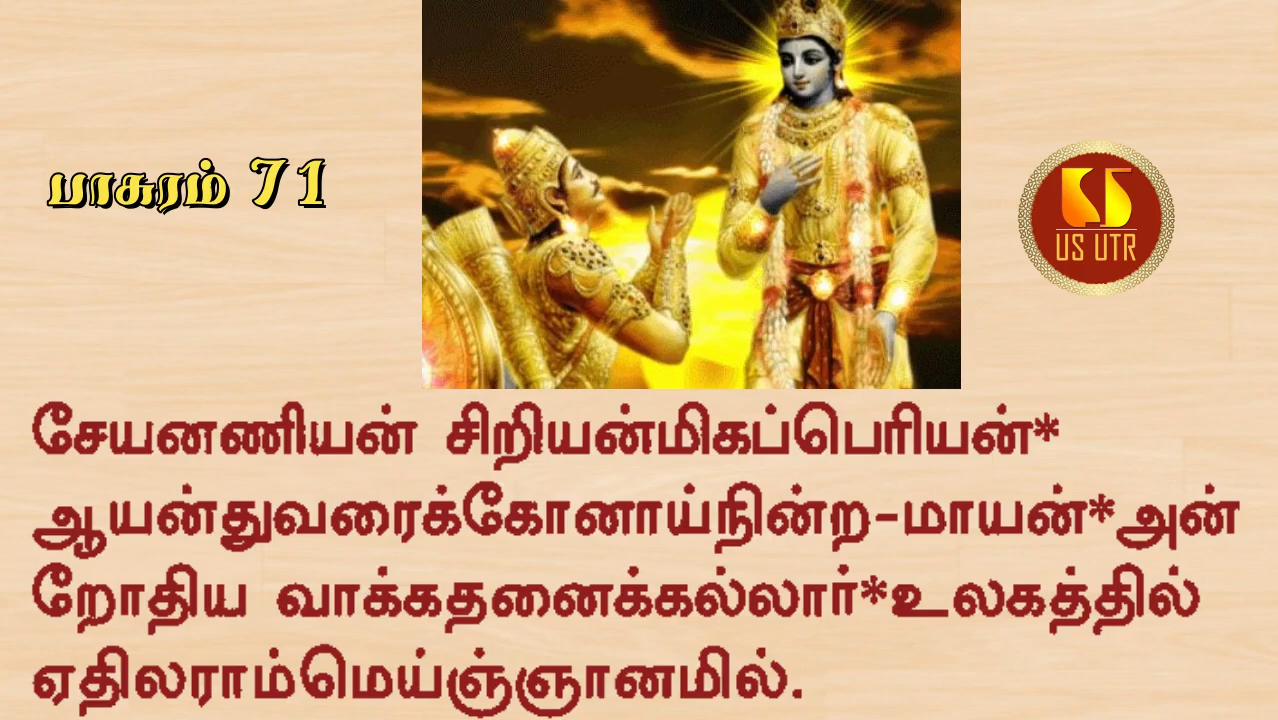 பாசுரம் 71
US UTR
சேயனணியன் சிறியன்மிகப்பெரியன்*
ஆயன்துவரைக்கோனாய்நின்ற-மாயன்*அன்
றோதிய வாக்கதனைக்கல்லார்*உலகத்தில்
ஏதிலராம்மெய்ஞ்ஞானமில்.